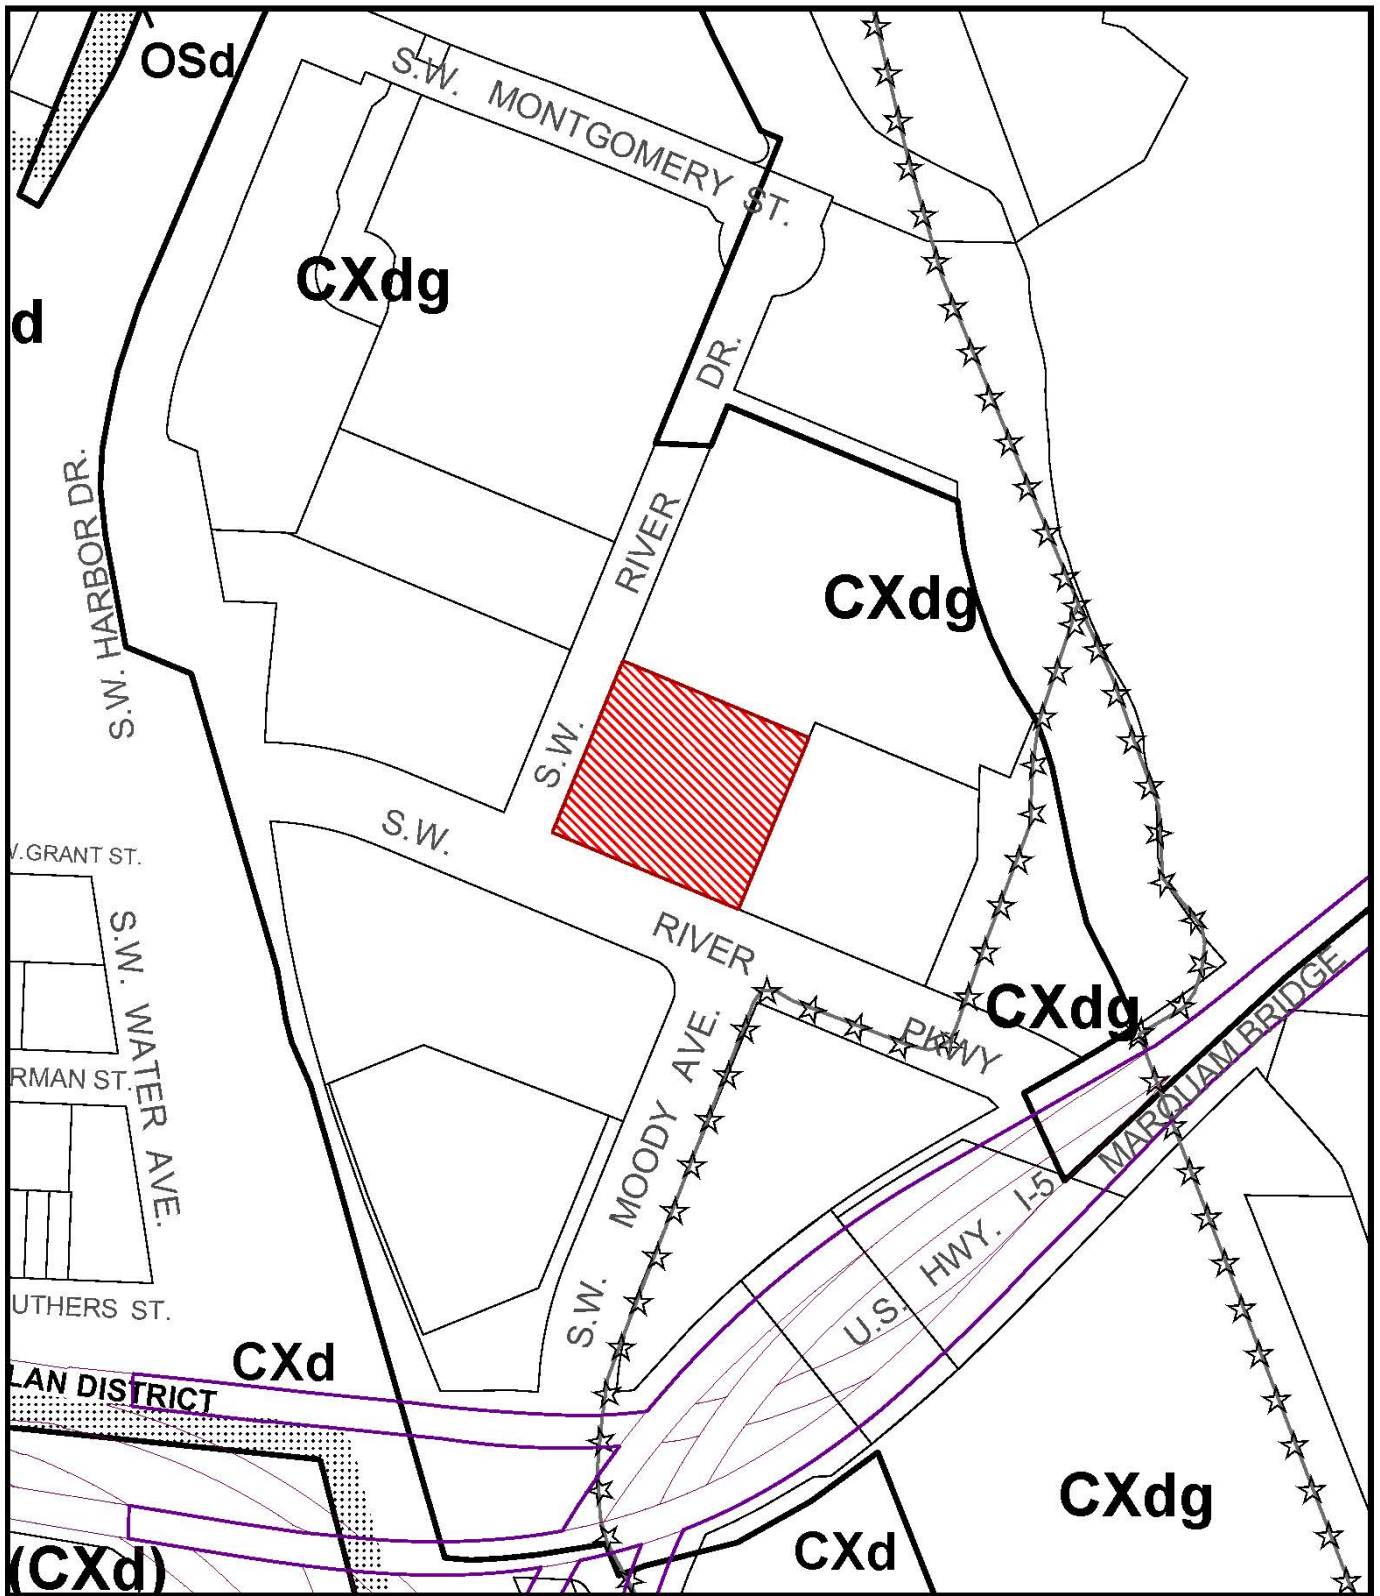 OSd
S.W. MONTGOMERY ST.
CXdg
d
DR.
RIVER
S.W.
S.W. HARBOR DR.
CXdg
S.W.
RIVER
PKWY
.GRANT ST.
S.W. WATER AVE.
CXdg
RMAN ST.
S.W. MOODY AVE.
MARQUAM BRIDGE
U.S. HWY. I-5
UTHERS ST.
CXd
LAN DISTRICT
CXdg
CXd
(CXd)